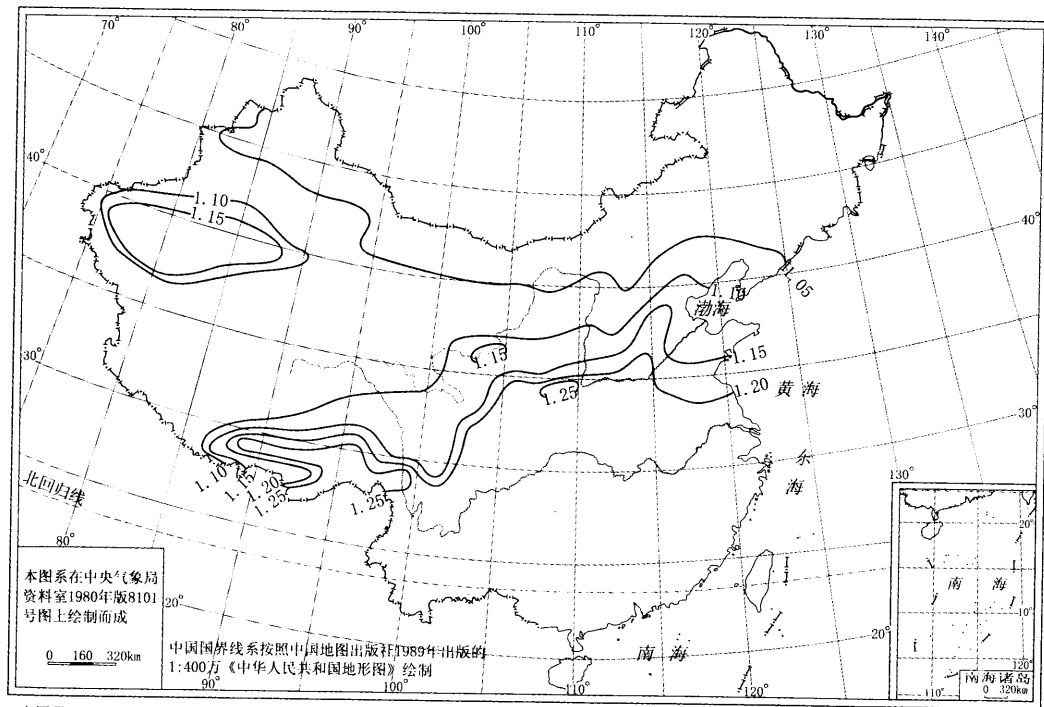 70°
80°
90°
100°
110°
120°
130°
140°
40°
40°
1.10
1.15
1.05
1.10
渤海
1.15
1.15
1.20
1.25
黄 海
30°
30°
1.10
1.15
1.20
1.25
1.25
东
海
130°
北回归线
80°
20°
20°
本图系在中央气象局
资料室1980年版8101
号图上绘制而成
0 160 320km
中国国界线系按照中国地图出版社1989年出版的
1:400万《中华人民共和国地形图》绘制
南 海
90°
100°
110°
120°
20°
南 海
10°
110°
120°
南海诸岛
0 320km